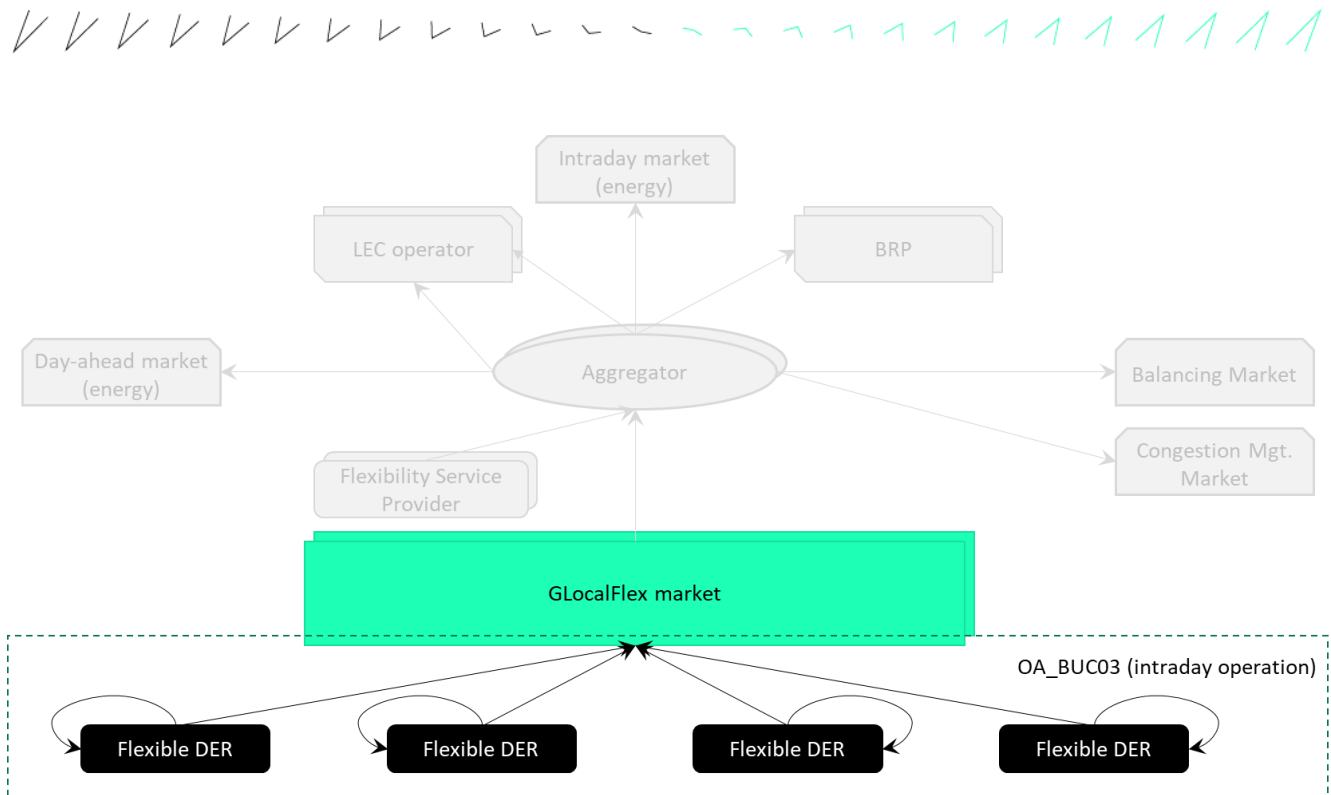 Intraday market
(energy)
LEC operator
BRP
Day-ahead market
(energy)
Aggregator
Balancing Market
Congestion Mgt.
Market
Flexibility Service
Provider
GLocalFlex market
OA_BUC03 (intraday operation)
Flexible DER
Flexible DER
Flexible DER
Flexible DER